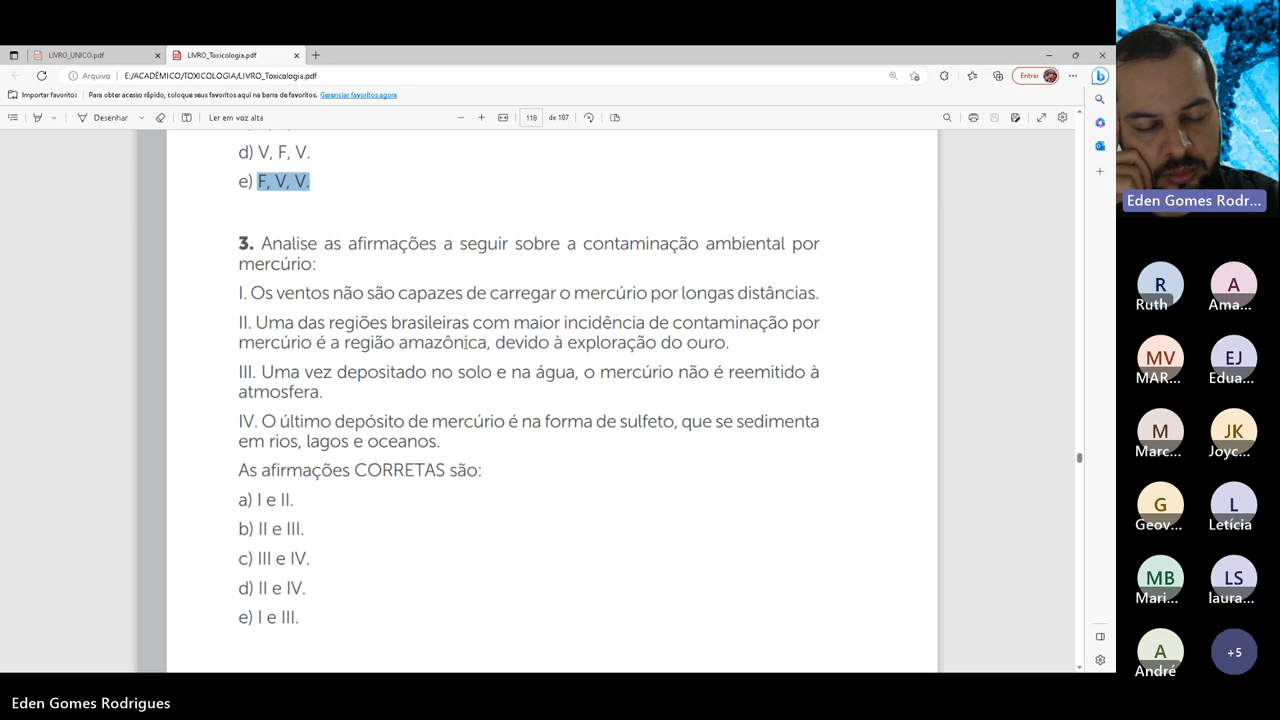 LIVRO_UNICO.pdf
LIVRO_Toxicologia.pdf
Arquivo
E:/ACADÊMICO/TOXICOLOGIA/LIVRO_Toxicologia.pdf
Entrar
Importar favoritos
Para obter acesso rápido, coloque seus favoritos aqui na barra de favoritos. Gerenciar favoritos agora
Desenhar
Ler em voz alta
118
de 187
d) V, F, V.
e) F, V, V.
3. Analise as afirmações a seguir sobre a contaminação ambiental por
mercúrio:
I. Os ventos não são capazes de carregar o mercúrio por longas distâncias.
II. Uma das regiões brasileiras com maior incidência de contaminação por
mercúrio é a região amazônica, devido à exploração do ouro.
III. Uma vez depositado no solo e na água, o mercúrio não é reemitido à
atmosfera.
IV. O último depósito de mercúrio é na forma de sulfeto, que se sedimenta
em rios, lagos e oceanos.
As afirmações CORRETAS são:
a) I e II.
b) II e III.
c) III e IV.
d) II e IV.
e) I e III.
Eden Gomes Rodr...
R
Ruth
A
Ama...
MV
MAR...
EJ
Edua...
M
Marc...
JK
Joyc...
G
Geov...
L
Letícia
MB
Mari...
LS
laura...
A
André
+5
Eden Gomes Rodrigues